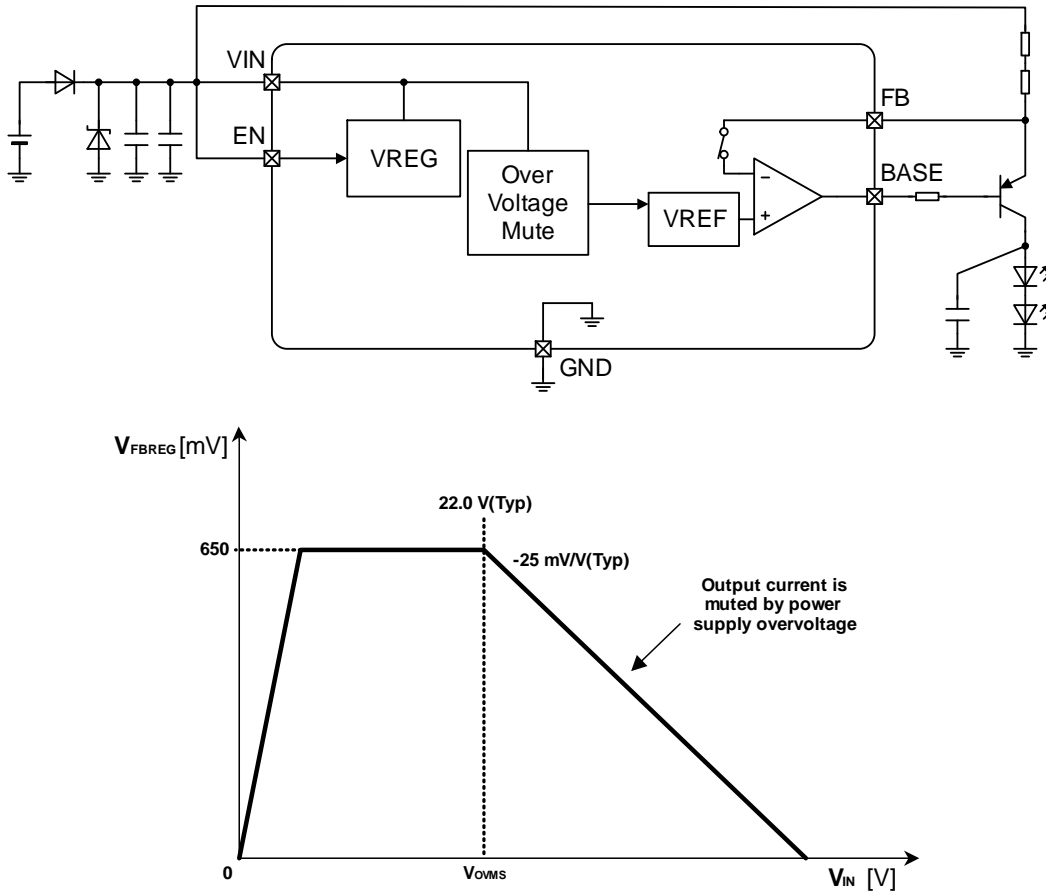 VIN
EN
VREG
Over
Voltage
Mute
VREF
−
+
FB
BASE
GND
VFBREG [mV]
22.0 V(Typ)
650
-25 mV/V(Typ)
Output current is
muted by power
supply overvoltage
0
VOVMS
VIN [V]